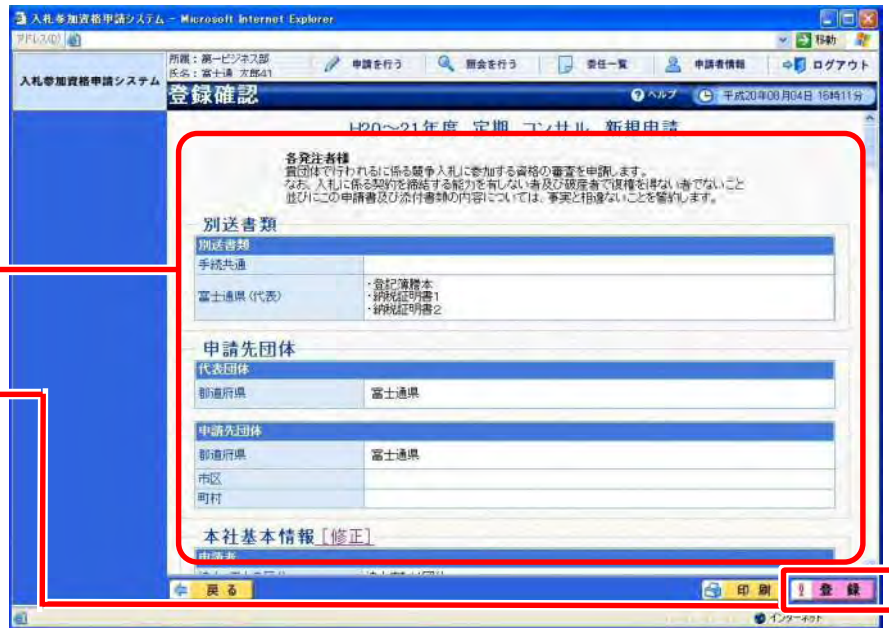 入札参加資格申請システム - Microsoft Internet Explorer
アドレス(D)
移動
入札参加資格申請システム
所属：第一ビジネス部
氏名：富士通 太郎41
申請を行う
照会を行う
委任一覧
申請者情報
ログアウト
登録確認
ヘルプ
平成20年08月04日 16時11分
H20～21年度 定期 コンサル 新規申請
各発注者様
貴団体で行われるに係る競争入札に参加する資格の審査を申請します。
なお、入札に係る契約を締結する能力を有しない者及び破産者で復権を得ない者でないこと
並びにこの申請書及び添付書類の内容については、事実と相違ないことを誓約します。
別送書類
別送書類
手続共通
富士通県（代表）
・登記簿謄本
・納税証明書1
・納税証明書2
申請先団体
代表団体
都道府県
富士通県
申請先団体
都道府県
富士通県
市区
町村
本社基本情報 [修正]
申請者
戻る
印刷
登録
インターネット